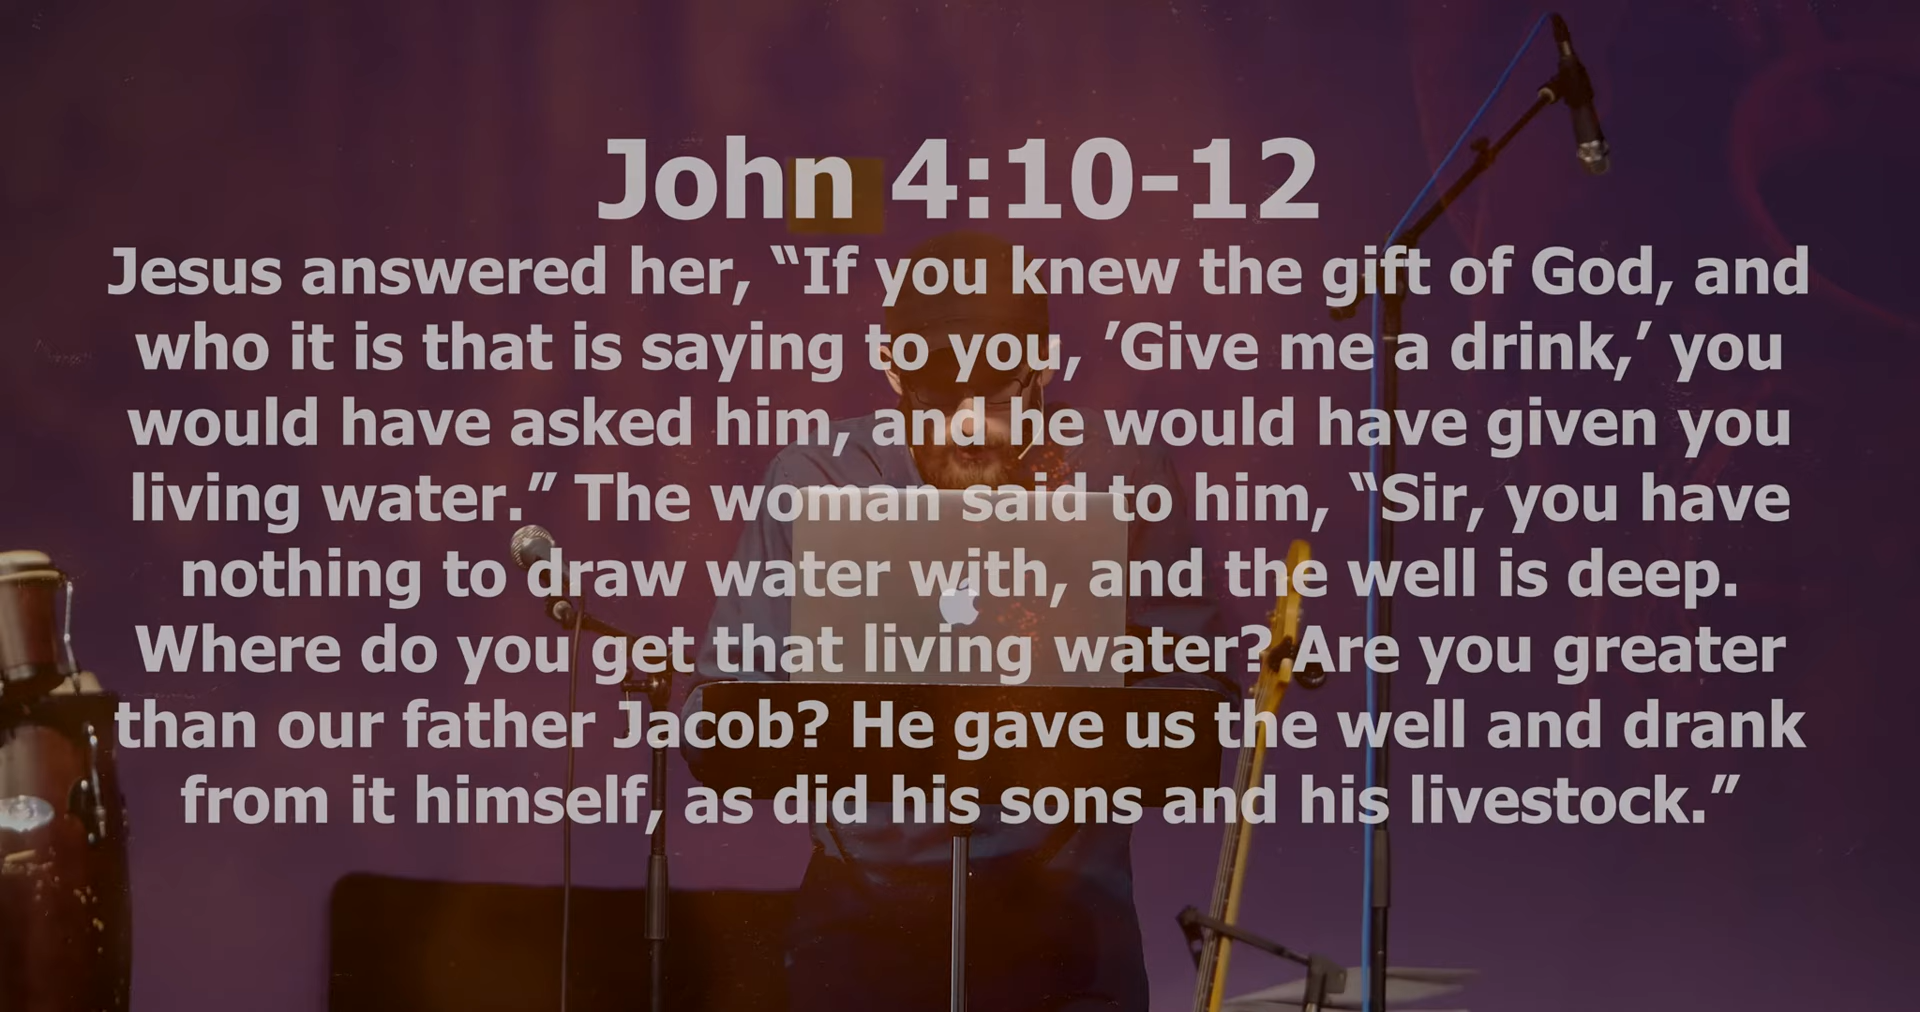 John 4:10-12
Jesus answered her, “If you knew the gift of God, and
who it is that is saying to you, ’Give me a drink,’ you
would have asked him, and he would have given you
living water.” The woman said to him, “Sir, you have
nothing to draw water with, and the well is deep.
Where do you get that living water? Are you greater
than our father Jacob? He gave us the well and drank
from it himself, as did his sons and his livestock.”